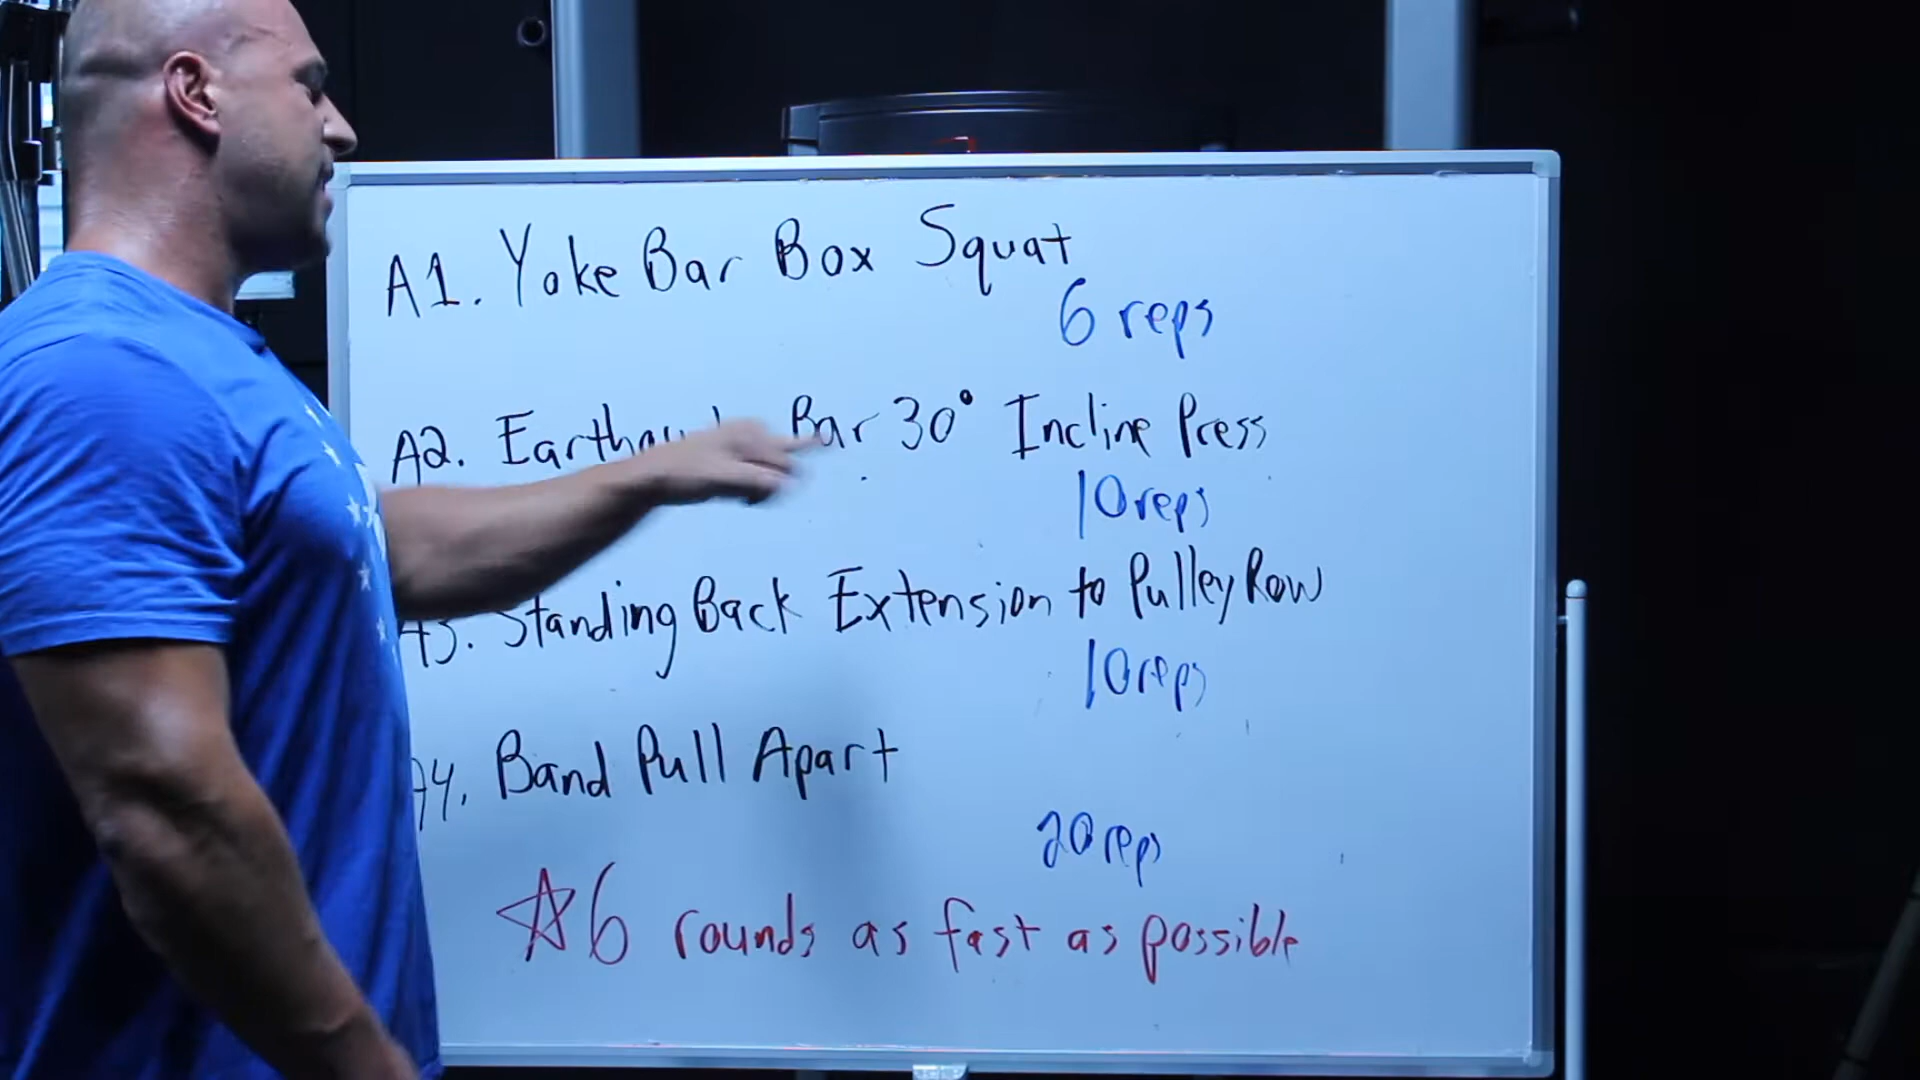 A1. Yoke Bar Box Squat
6 reps
A2. Bar 30° Incline Press
10 reps
A3. Standing Back Extension to Pulley Row
10 reps
A4. Band Pull Apart
20 reps
☆6 rounds as fast as possible